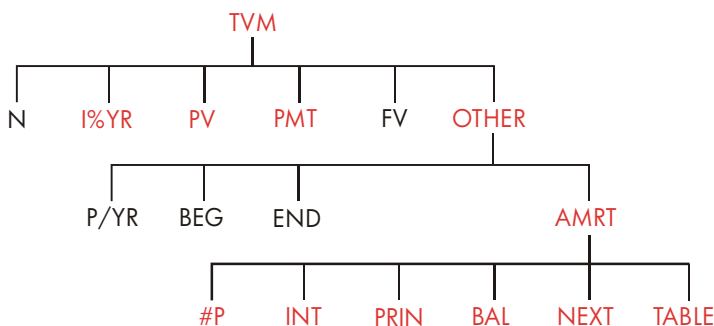 TVM
N I%YR PV PMT FV OTHER
P/YR BEG END AMRT
#P INT PRIN BAL NEXT TABLE